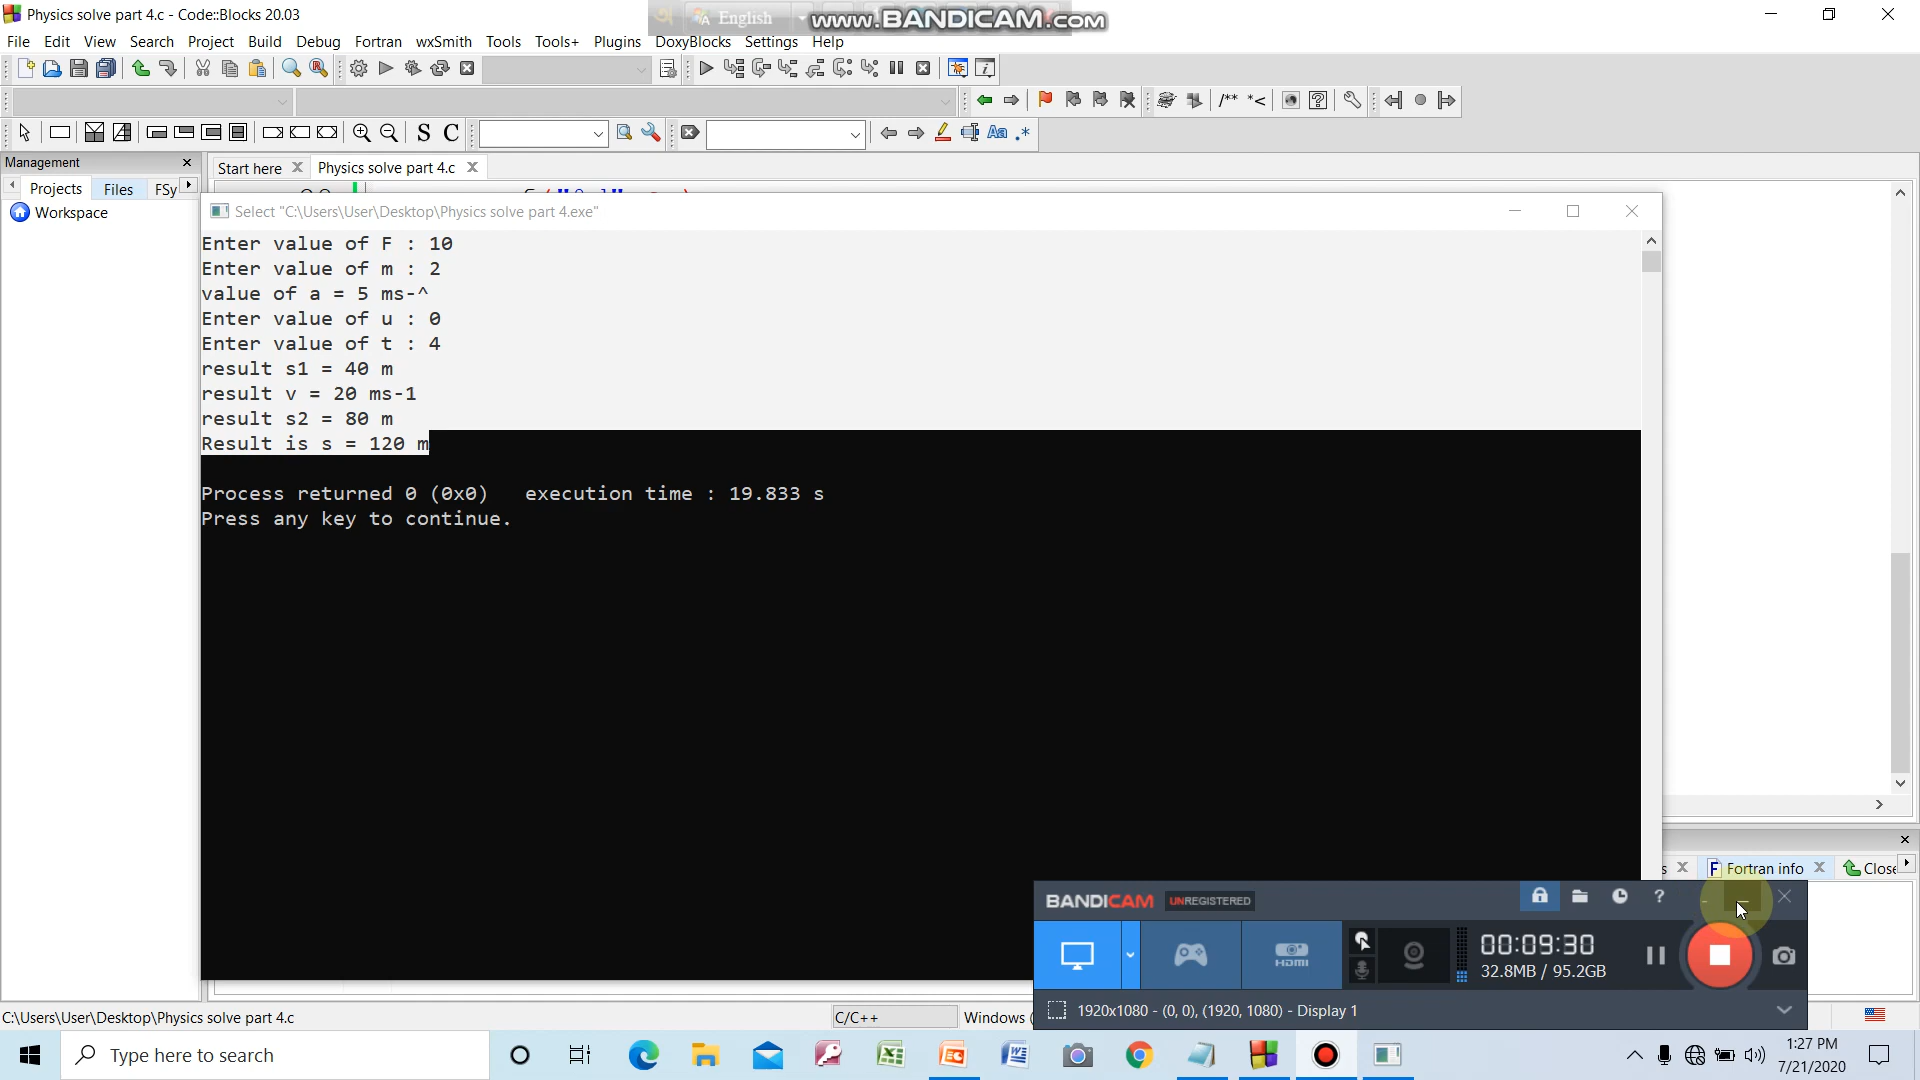 Physics solve part 4.c - Code::Blocks 20.03
English
www.BANDICAM.com
File Edit View Search Project Build Debug Fortran wxSmith Tools Tools+ Plugins DoxyBlocks Settings Help
/** *<
S C
Aa .*
Management
Start here Physics solve part 4.c
Projects Files FSy
Workspace
Select "C:\Users\User\Desktop\Physics solve part 4.exe"
Enter value of F : 10
Enter value of m : 2
value of a = 5 ms-^
Enter value of u : 0
Enter value of t : 4
result s1 = 40 m
result v = 20 ms-1
result s2 = 80 m
Result is s = 120 m
Process returned 0 (0x0)   execution time : 19.833 s
Press any key to continue.
s F Fortran info Close
BANDICAM UNREGISTERED
HDMI
00:09:30
32.8MB / 95.2GB
1920x1080 - (0, 0), (1920, 1080) - Display 1
C:\Users\User\Desktop\Physics solve part 4.c C/C++ Windows (
Type here to search
1:27 PM
7/21/2020